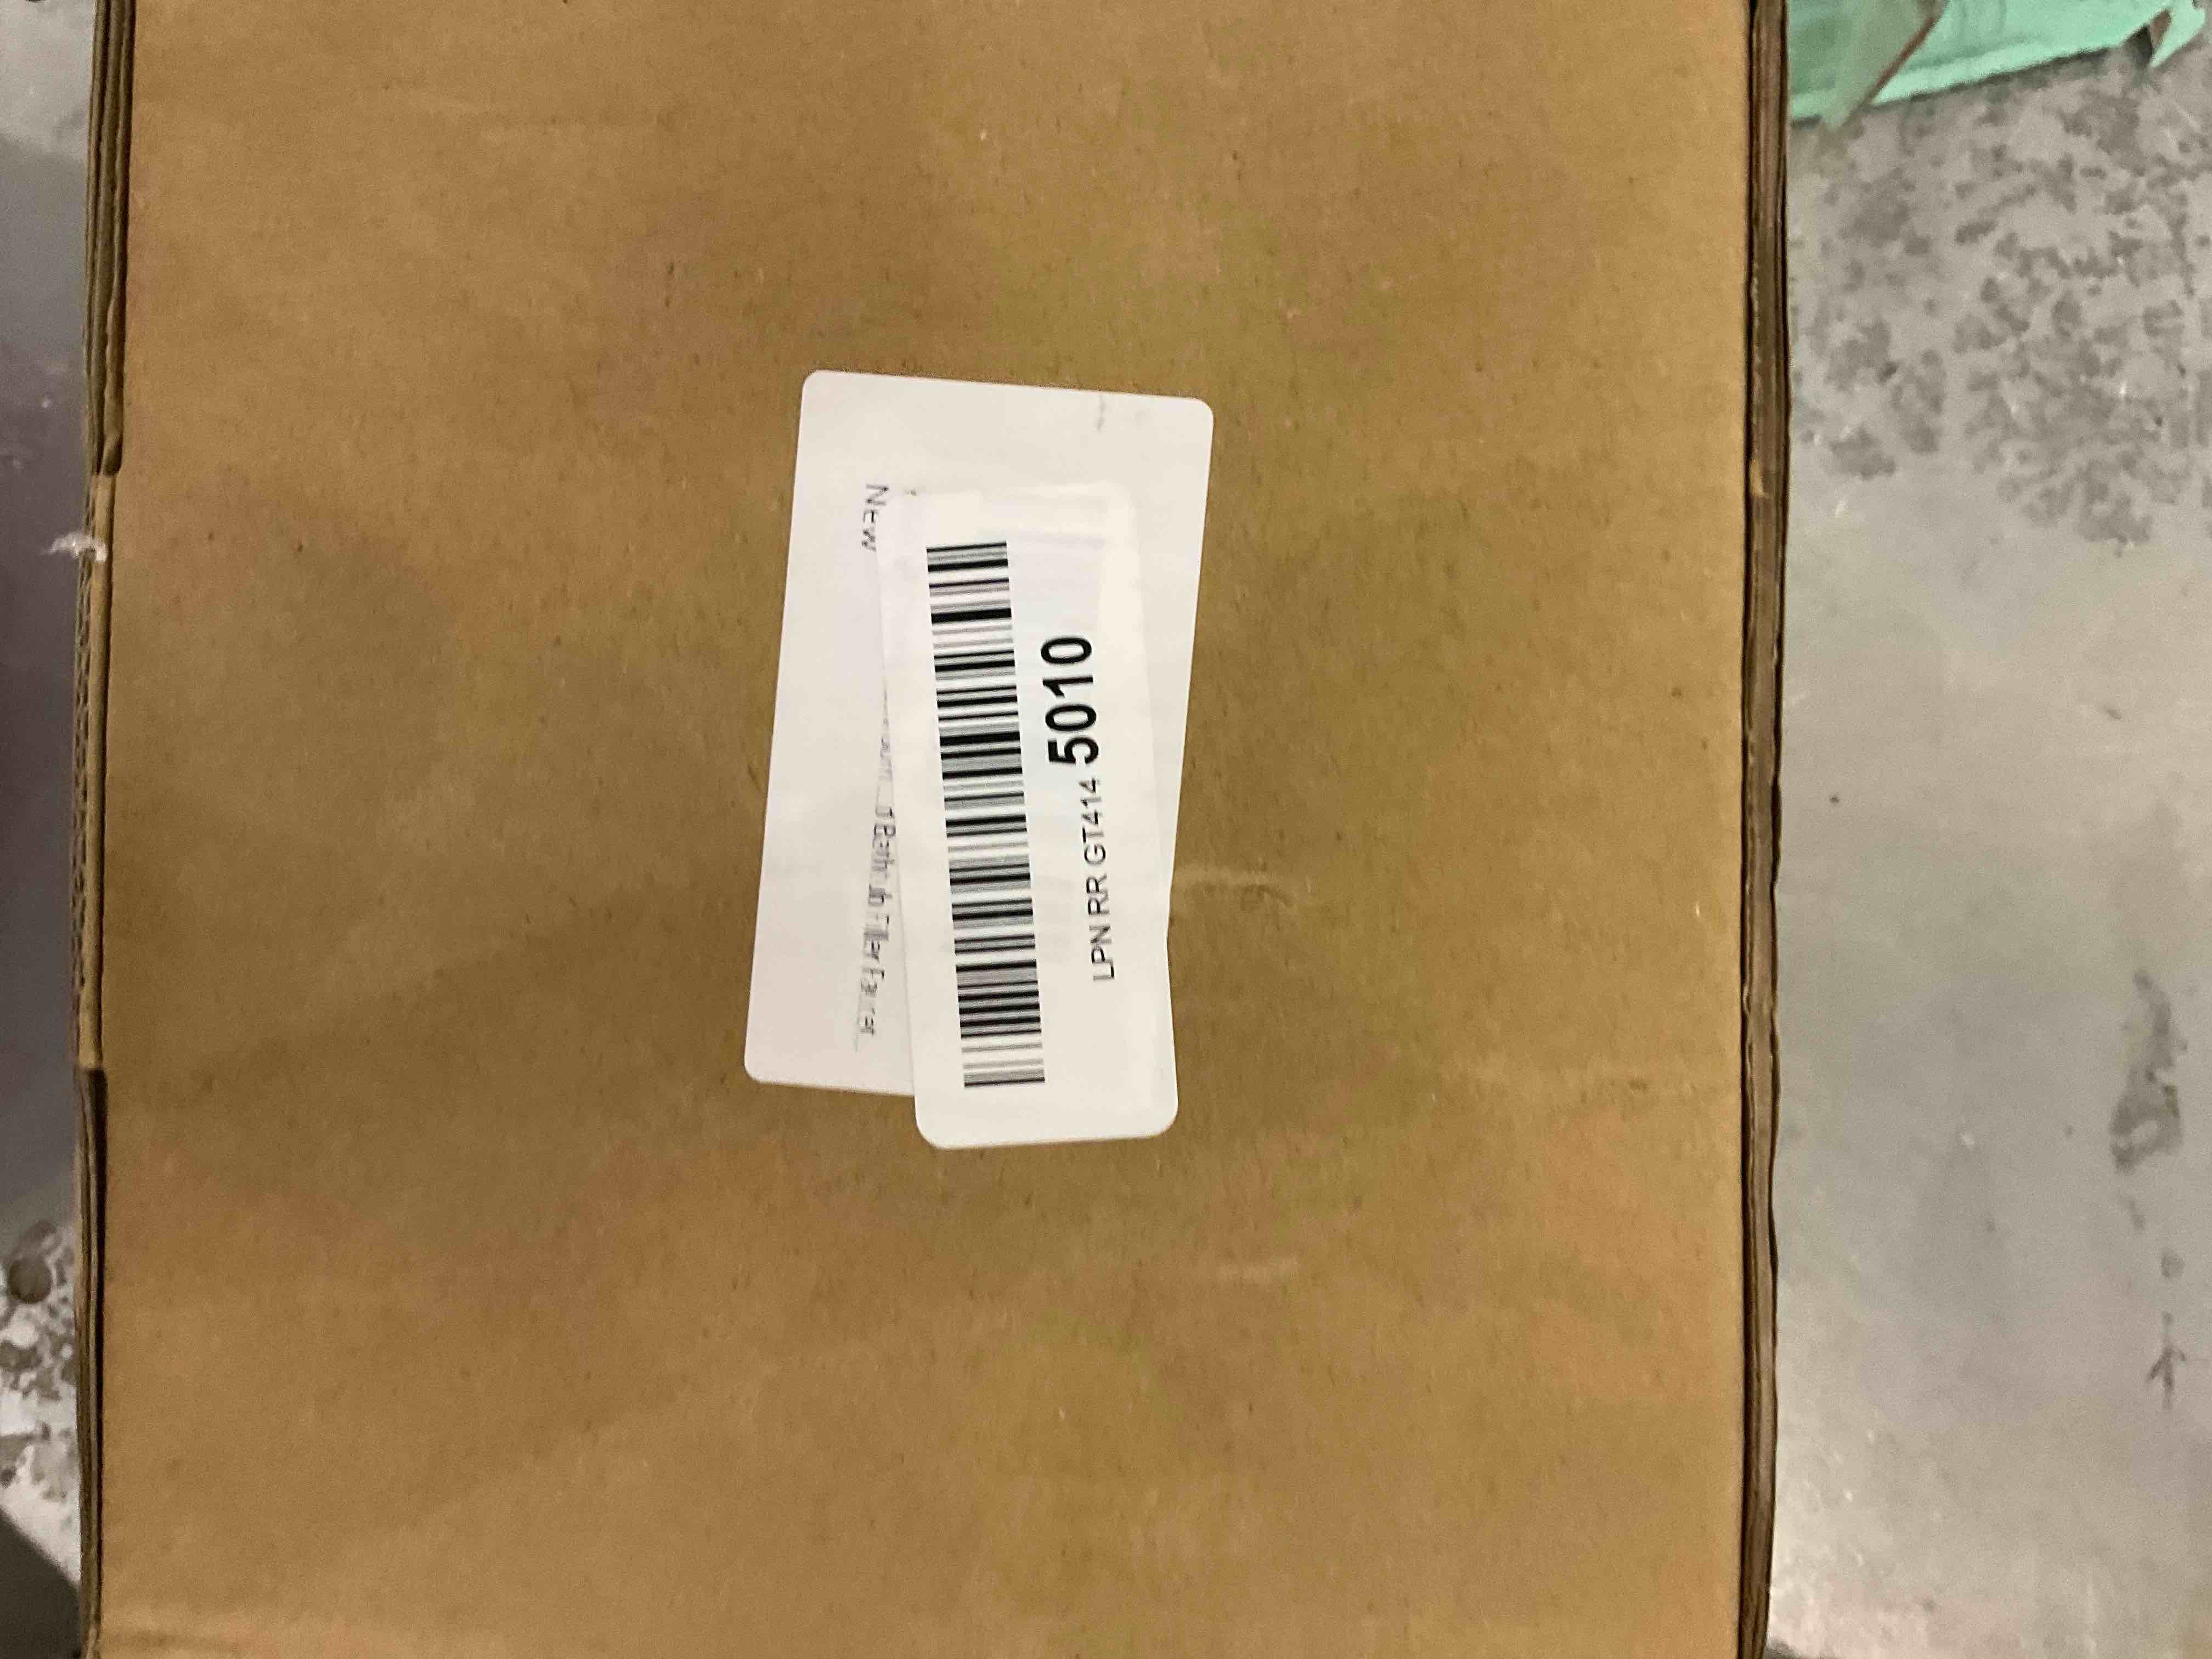 LPN RR GT414 5010
Bathtub Filler Faucet
New